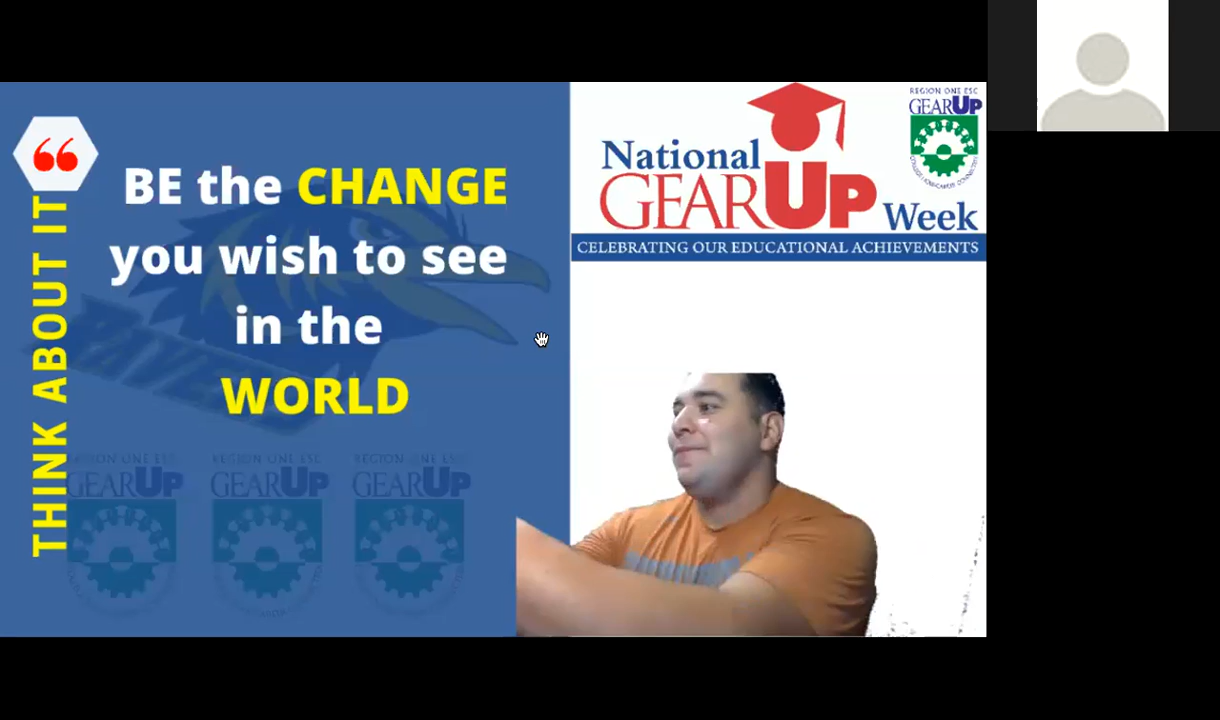 THINK ABOUT IT
BE the CHANGE
you wish to see
in the
WORLD
National
GEARUP Week
CELEBRATING OUR EDUCATIONAL ACHIEVEMENTS
REGION ONE ESC
GEARUP
REGION ONE ESC
GEARUP
REGION ONE ESC
GEARUP
REGION ONE ESC
GEARUP